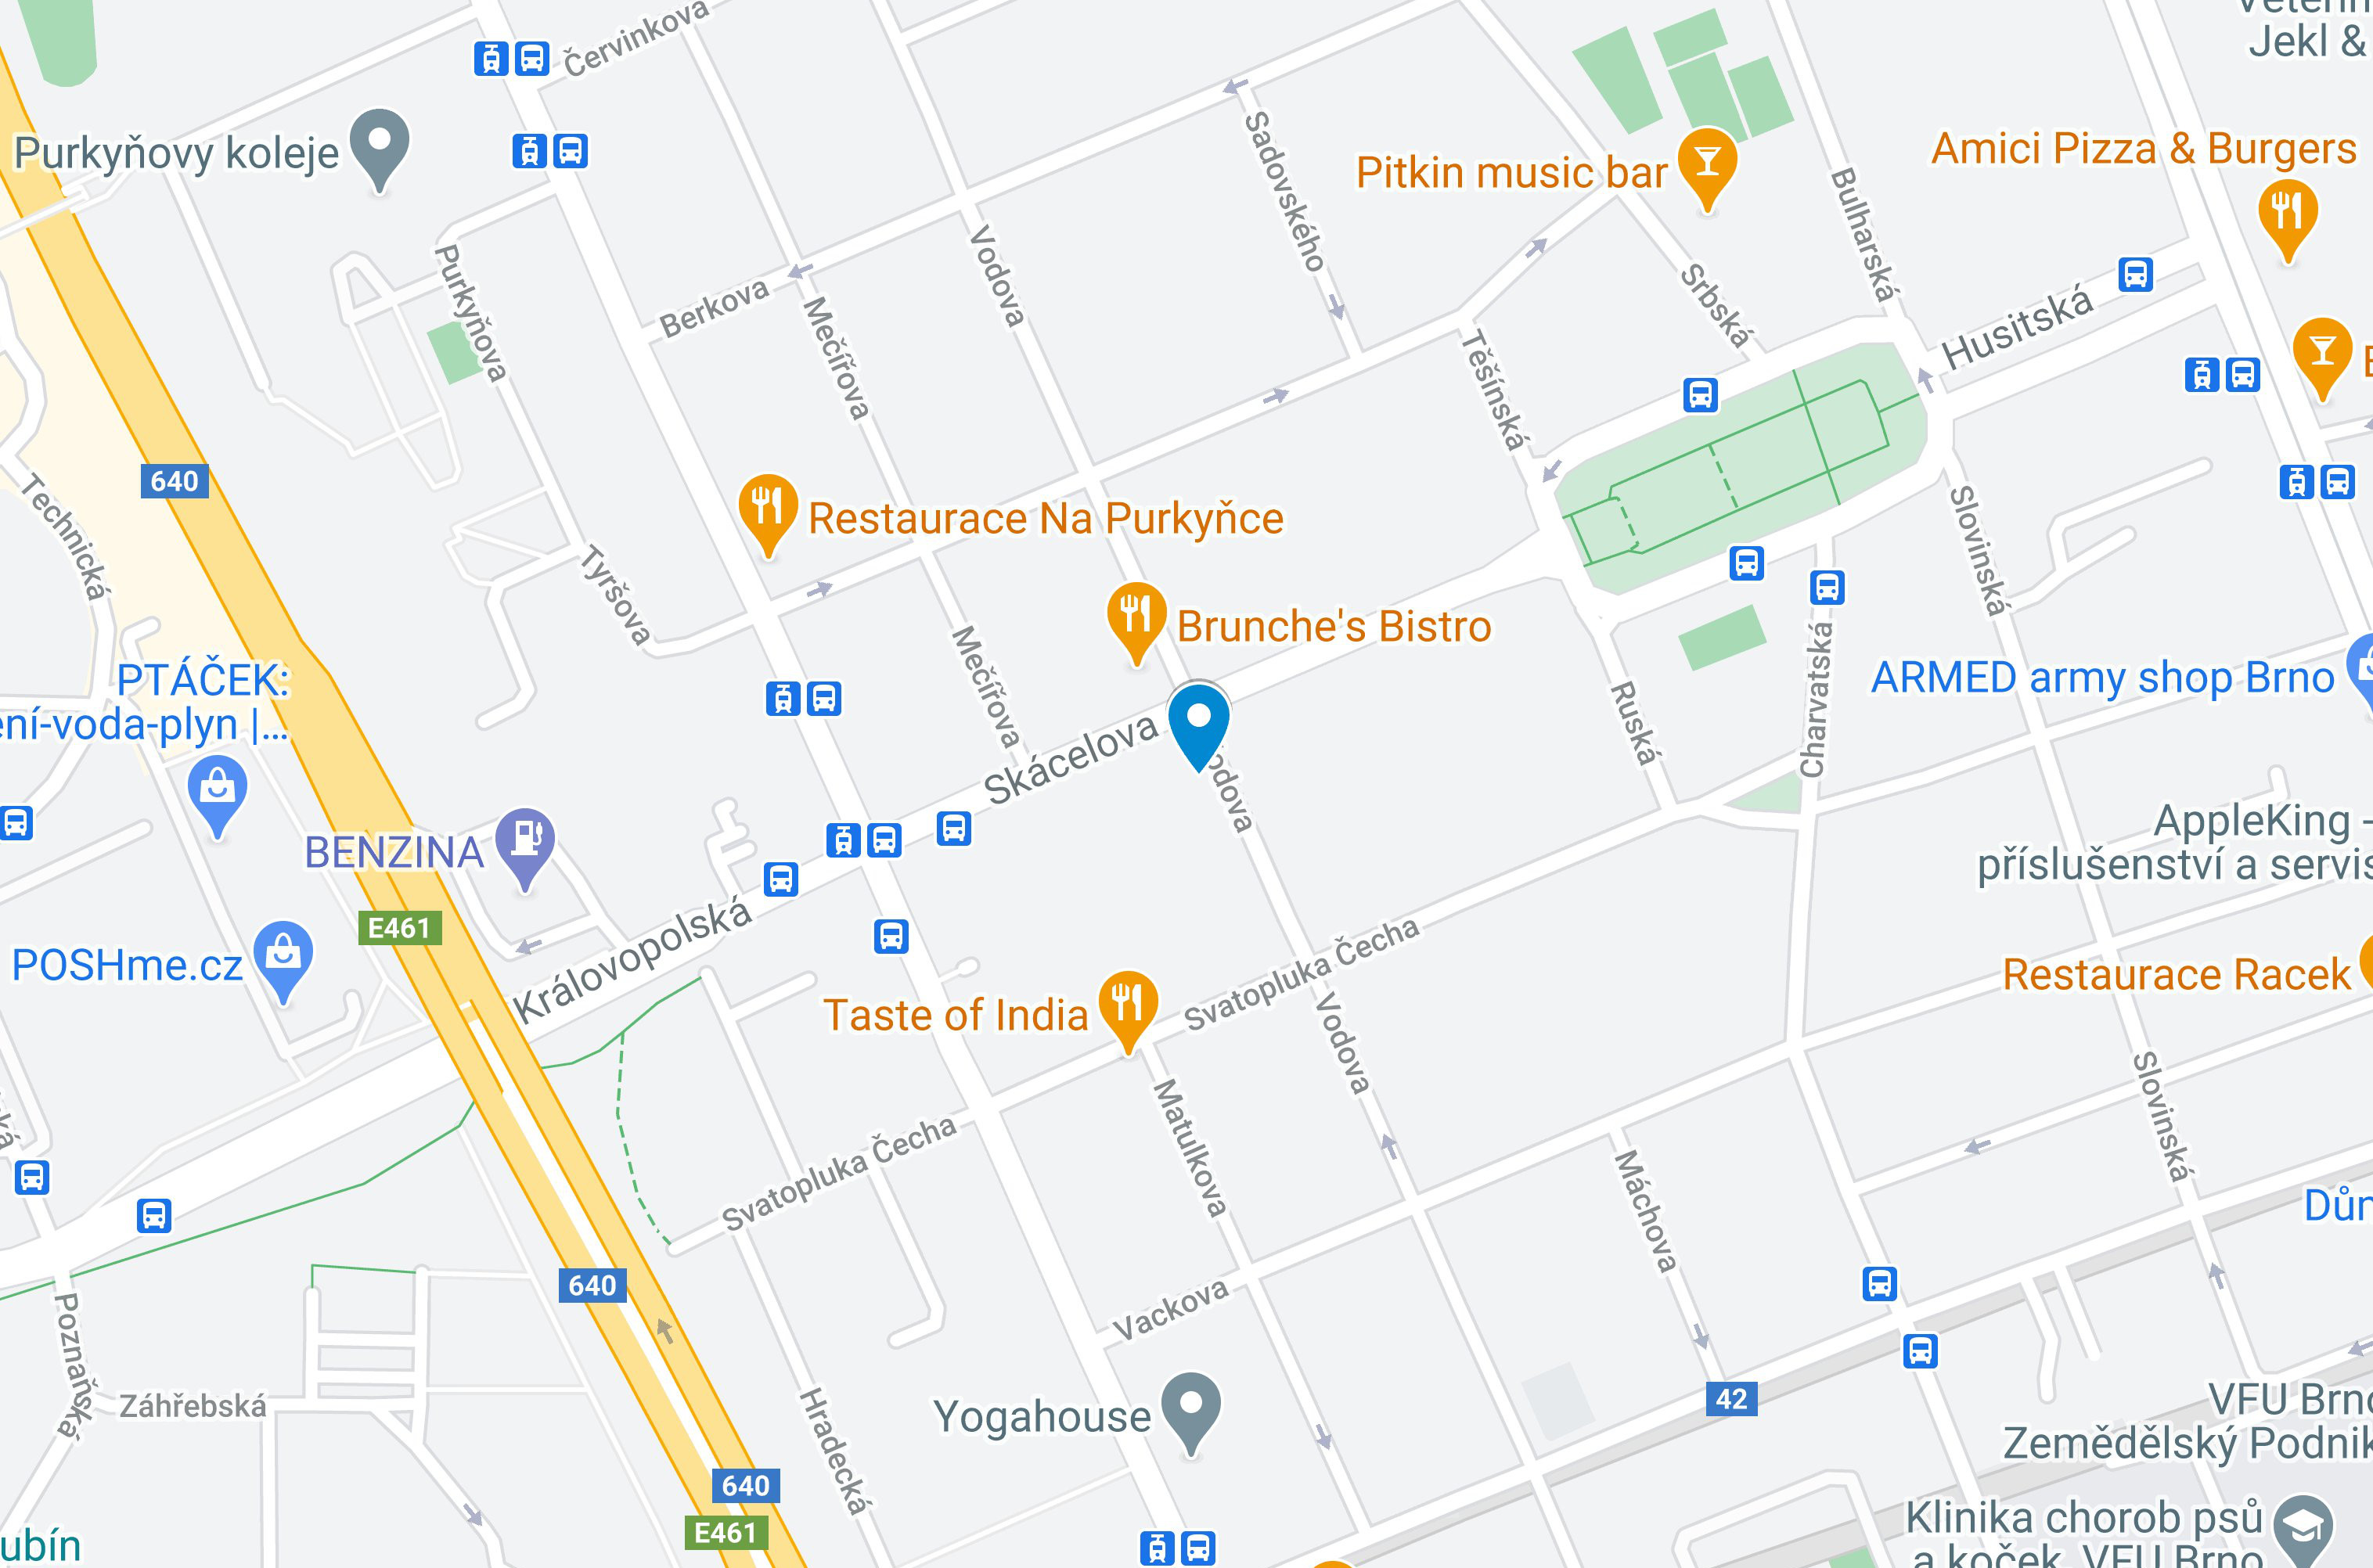 Červinkova
Jekl &
Purkyňovy koleje
Sadovského
Pitkin music bar
Amici Pizza & Burgers
Bulharská
Vodova
Purkyňova
Berkova
Mečířova
Srbská
Husitská
Těšínská
640
Technická
Restaurace Na Purkyňce
Slovinská
Tyršova
Brunche's Bistro
Mečířova
Charvatská
PTÁČEK:
ení-voda-plyn |…
Ruská
ARMED army shop Brno
Skácelova
Vodova
BENZINA
AppleKing -
příslušenství a servis
E461
Královopolská
POSHme.cz
Svatopluka Čecha
Restaurace Racek
Taste of India
Vodova
Matulkova
Slovinská
Svatopluka Čecha
Máchova
Důn
640
Vackova
Poznaňská
Záhřebská
42
Yogahouse
VFU Brno
Zemědělský Podnik
Hradecká
640
E461
Klinika chorob psů
a koček, VFU Brno
ubín